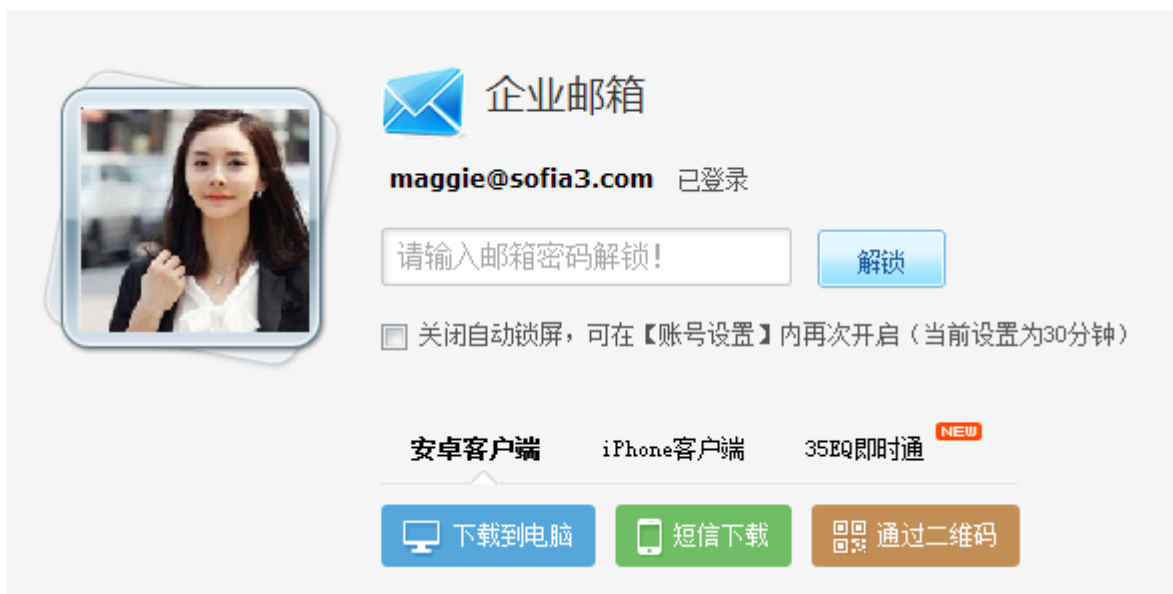 企业邮箱
maggie@sofia3.com 已登录
请输入邮箱密码解锁!
解锁
关闭自动锁屏，可在【账号设置】内再次开启（当前设置为30分钟）
安卓客户端 iPhone客户端 35EQ即时通 NEW
下载到电脑 短信下载 通过二维码